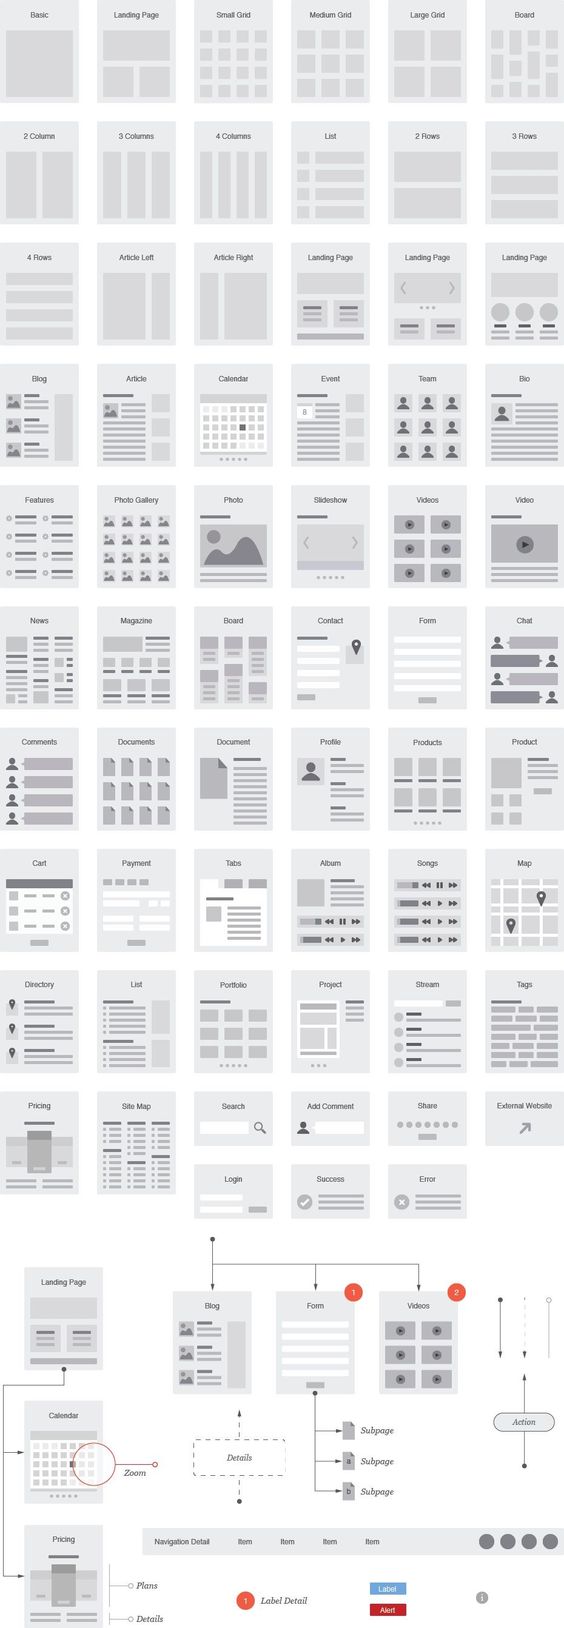 Basic
Landing Page
Small Grid
Medium Grid
Large Grid
Board
2 Column
3 Columns
4 Columns
List
2 Rows
3 Rows
4 Rows
Article Left
Article Right
Landing Page
Landing Page
Landing Page
Blog
Article
Calendar
Event
Team
Bio
8
Features
Photo Gallery
Photo
Slideshow
Videos
Video
News
Magazine
Board
Contact
Form
Chat
Comments
Documents
Document
Profile
Products
Product
Cart
Payment
Tabs
Album
Songs
Map
Directory
List
Portfolio
Project
Stream
Tags
Pricing
Site Map
Search
Add Comment
Share
External Website
Login
Success
Error
Landing Page
1
2
Blog
Form
Videos
Calendar
Zoom
Details
Subpage
a Subpage
b Subpage
Action
Pricing
Plans
Details
Navigation Detail Item Item Item Item
1 Label Detail
Label
Alert
i